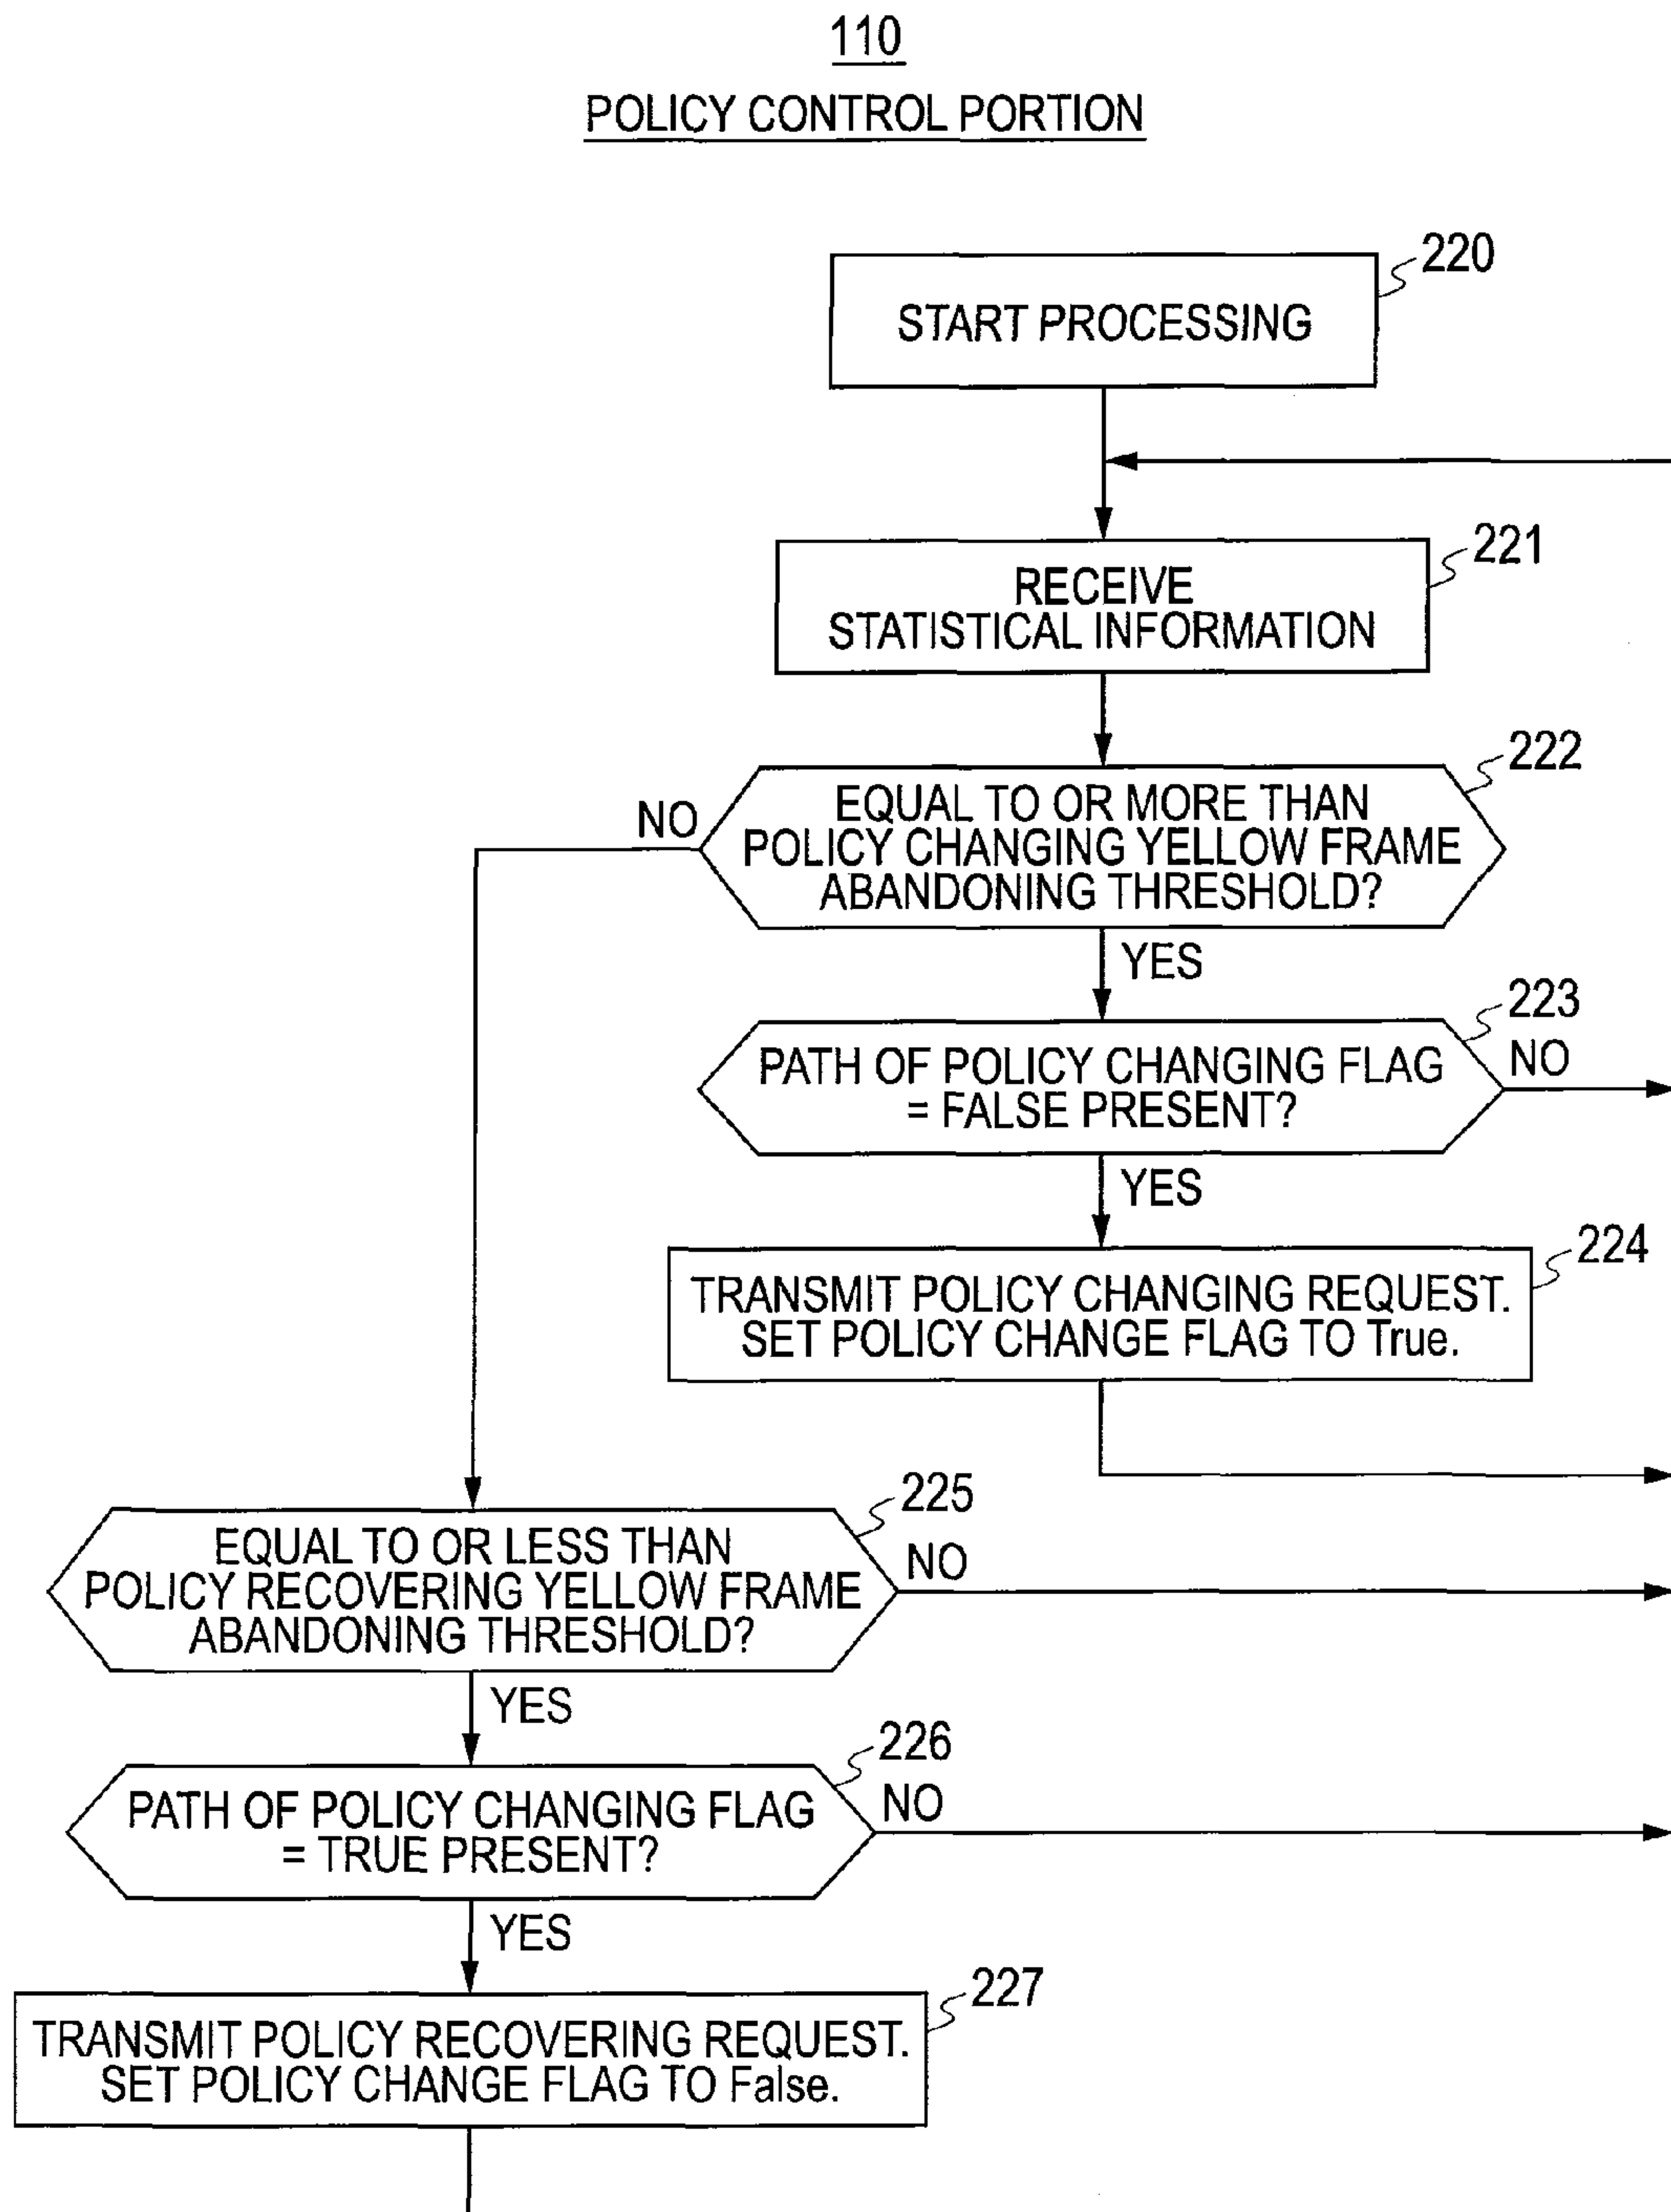 110
POLICY CONTROL PORTION
220
START PROCESSING
221
RECEIVE
STATISTICAL INFORMATION
222
EQUAL TO OR MORE THAN
POLICY CHANGING YELLOW FRAME
ABANDONING THRESHOLD?
NO
YES
223
PATH OF POLICY CHANGING FLAG
= FALSE PRESENT?
NO
YES
224
TRANSMIT POLICY CHANGING REQUEST.
SET POLICY CHANGE FLAG TO True.
225
EQUAL TO OR LESS THAN
POLICY RECOVERING YELLOW FRAME
ABANDONING THRESHOLD?
NO
YES
226
PATH OF POLICY CHANGING FLAG
= TRUE PRESENT?
NO
YES
227
TRANSMIT POLICY RECOVERING REQUEST.
SET POLICY CHANGE FLAG TO False.